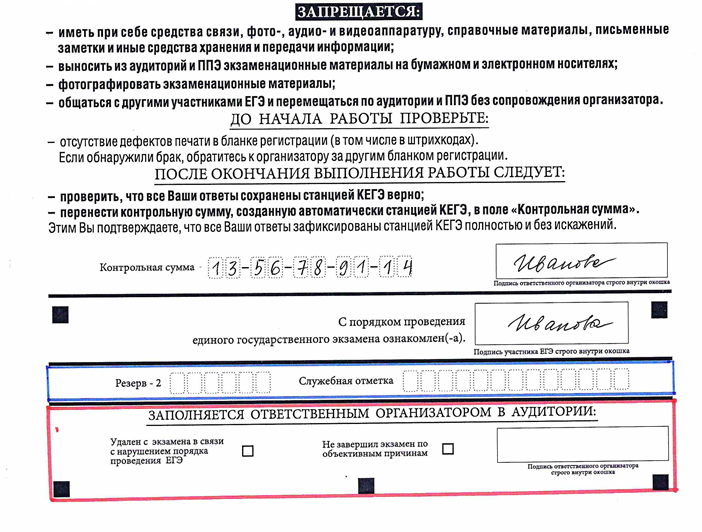 ЗАПРЕЩАЕТСЯ:
– иметь при себе средства связи, фото-, аудио- и видеоаппаратуру, справочные материалы, письменные
заметки и иные средства хранения и передачи информации;
– выносить из аудиторий и ППЭ экзаменационные материалы на бумажном и электронном носителях;
– фотографировать экзаменационные материалы;
– общаться с другими участниками ЕГЭ и перемещаться по аудитории и ППЭ без сопровождения организатора.
ДО НАЧАЛА РАБОТЫ ПРОВЕРЬТЕ:
– отсутствие дефектов печати в бланке регистрации (в том числе в штрихкодах).
Если обнаружили брак, обратитесь к организатору за другим бланком регистрации.
ПОСЛЕ ОКОНЧАНИЯ ВЫПОЛНЕНИЯ РАБОТЫ СЛЕДУЕТ:
– проверить, что все Ваши ответы сохранены станцией КЕГЭ верно;
– перенести контрольную сумму, созданную автоматически станцией КЕГЭ, в поле «Контрольная сумма».
Этим Вы подтверждаете, что все Ваши ответы зафиксированы станцией КЕГЭ полностью и без искажений.
Контрольная сумма - 13-56-78-91-14 Иванова
Подпись ответственного организатора строго внутри окошка
С порядком проведения
единого государственного экзамена ознакомлен(-а). Иванова
Подпись участника ЕГЭ строго внутри окошка
Резерв - 2 Служебная отметка
ЗАПОЛНЯЕТСЯ ОТВЕТСТВЕННЫМ ОРГАНИЗАТОРОМ В АУДИТОРИИ:
Удален с экзамена в связи
с нарушением порядка
проведения ЕГЭ
Не завершил экзамен по
объективным причинам
Подпись ответственного организатора
строго внутри окошка